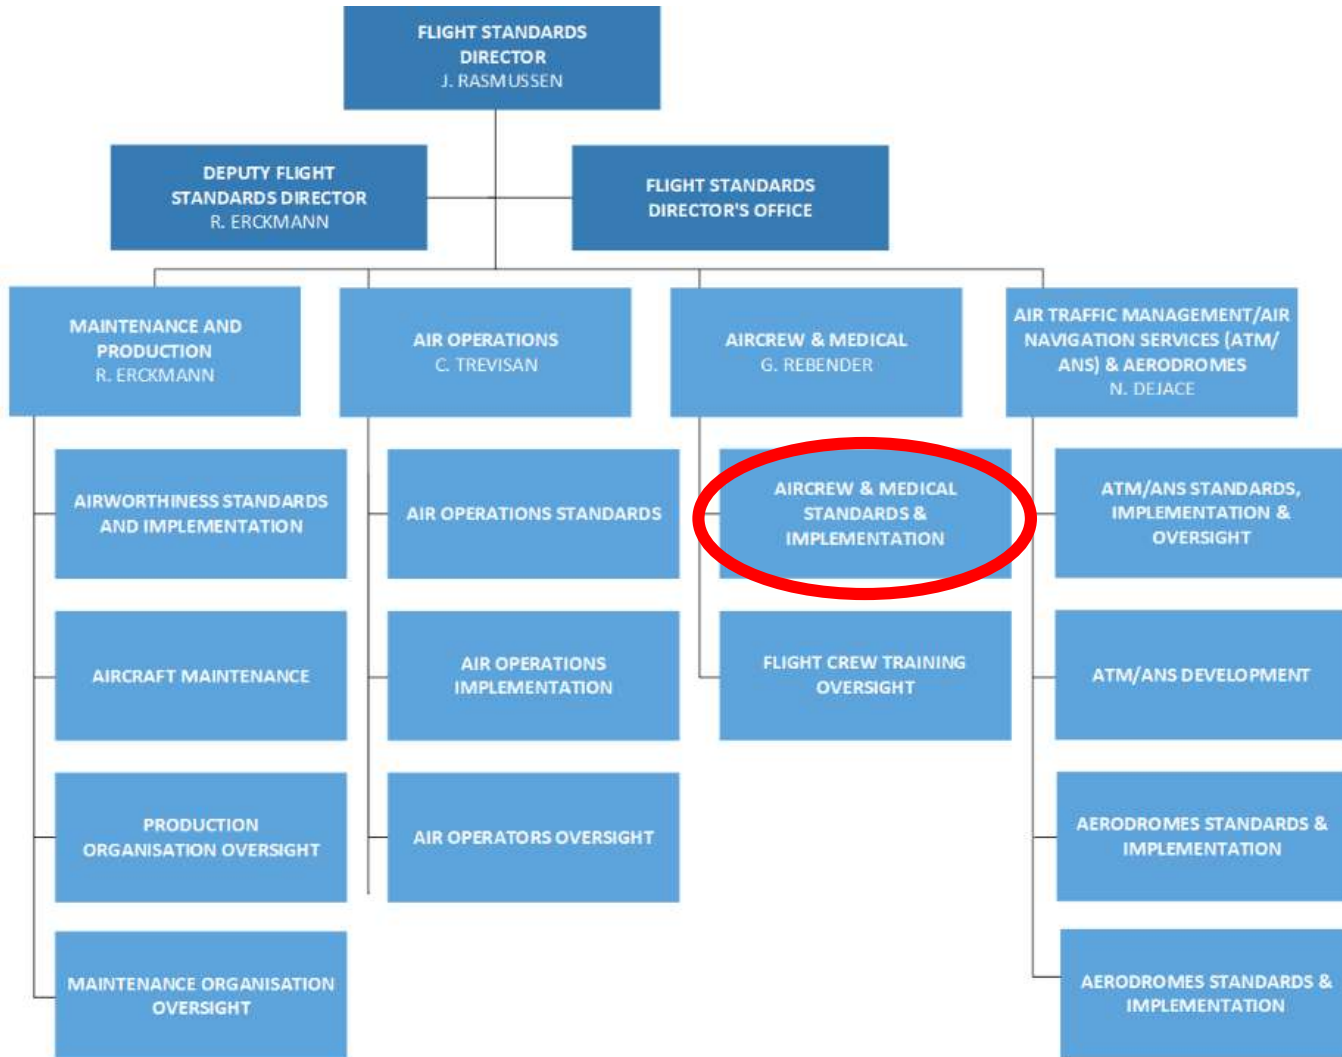 FLIGHT STANDARDS
DIRECTOR
J. RASMUSSEN
DEPUTY FLIGHT
STANDARDS DIRECTOR
R. ERCKMANN
FLIGHT STANDARDS
DIRECTOR'S OFFICE
MAINTENANCE AND
PRODUCTION
R. ERCKMANN
AIR OPERATIONS
C. TREVISAN
AIRCREW & MEDICAL
G. REBENDER
AIR TRAFFIC MANAGEMENT/AIR
NAVIGATION SERVICES (ATM/
ANS) & AERODROMES
N. DEJACE
AIRWORTHINESS STANDARDS
AND IMPLEMENTATION
AIR OPERATIONS STANDARDS
AIRCREW & MEDICAL
STANDARDS &
IMPLEMENTATION
ATM/ANS STANDARDS,
IMPLEMENTATION &
OVERSIGHT
AIRCRAFT MAINTENANCE
AIR OPERATIONS
IMPLEMENTATION
FLIGHT CREW TRAINING
OVERSIGHT
ATM/ANS DEVELOPMENT
PRODUCTION
ORGANISATION OVERSIGHT
AIR OPERATORS OVERSIGHT
AERODROMES STANDARDS &
IMPLEMENTATION
MAINTENANCE ORGANISATION
OVERSIGHT
AERODROMES STANDARDS &
IMPLEMENTATION